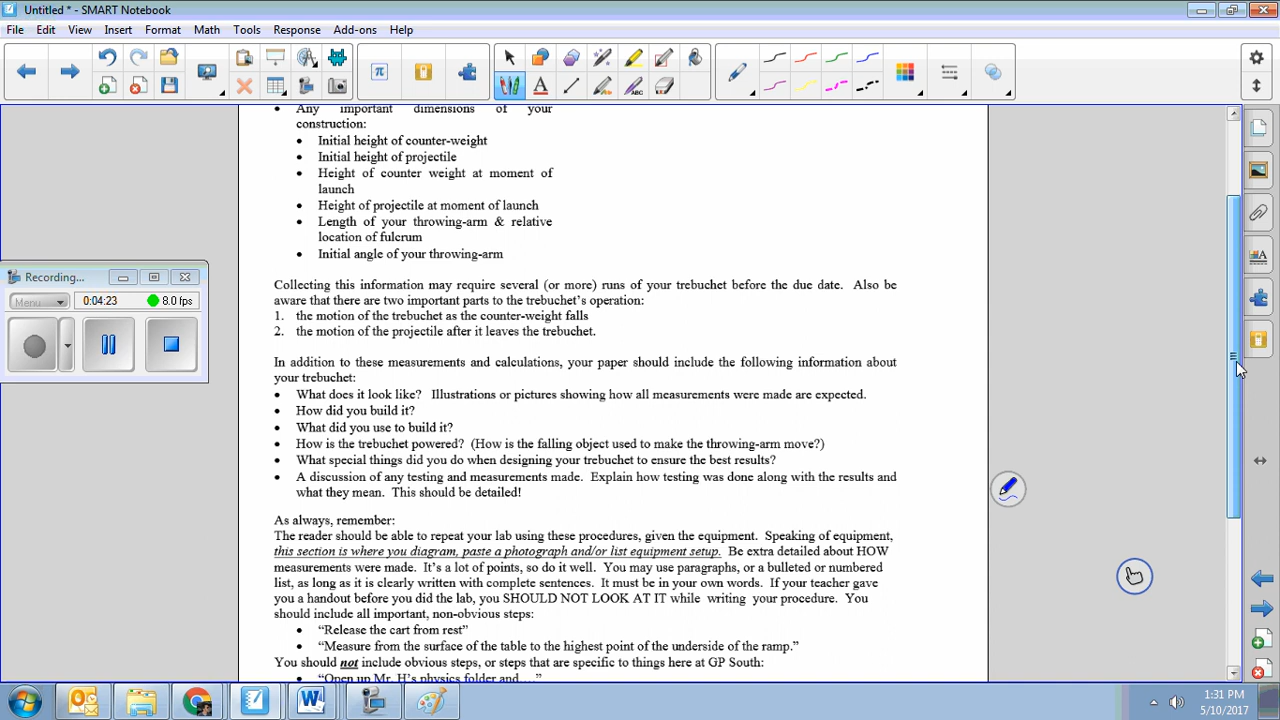 Untitled * - SMART Notebook
File Edit View Insert Format Math Tools Response Add-ons Help
• Any important dimensions of your
construction:
• Initial height of counter-weight
• Initial height of projectile
• Height of counter weight at moment of
launch
• Height of projectile at moment of launch
• Length of your throwing-arm & relative
location of fulcrum
• Initial angle of your throwing-arm
Recording...
Menu 0:04:23 8.0 fps
Collecting this information may require several (or more) runs of your trebuchet before the due date. Also be
aware that there are two important parts to the trebuchet's operation:
1. the motion of the trebuchet as the counter-weight falls
2. the motion of the projectile after it leaves the trebuchet.
In addition to these measurements and calculations, your paper should include the following information about
your trebuchet:
• What does it look like? Illustrations or pictures showing how all measurements were made are expected.
• How did you build it?
• What did you use to build it?
• How is the trebuchet powered? (How is the falling object used to make the throwing-arm move?)
• What special things did you do when designing your trebuchet to ensure the best results?
• A discussion of any testing and measurements made. Explain how testing was done along with the results and
what they mean. This should be detailed!
As always, remember:
The reader should be able to repeat your lab using these procedures, given the equipment. Speaking of equipment,
this section is where you diagram, paste a photograph and/or list equipment setup. Be extra detailed about HOW
measurements were made. It's a lot of points, so do it well. You may use paragraphs, or a bulleted or numbered
list, as long as it is clearly written with complete sentences. It must be in your own words. If your teacher gave
you a handout before you did the lab, you SHOULD NOT LOOK AT IT while writing your procedure. You
should include all important, non-obvious steps:
• "Release the cart from rest"
• "Measure from the surface of the table to the highest point of the underside of the ramp."
You should not include obvious steps, or steps that are specific to things here at GP South:
• "Open up Mr. H's physics folder and..."
1:31 PM
5/10/2017